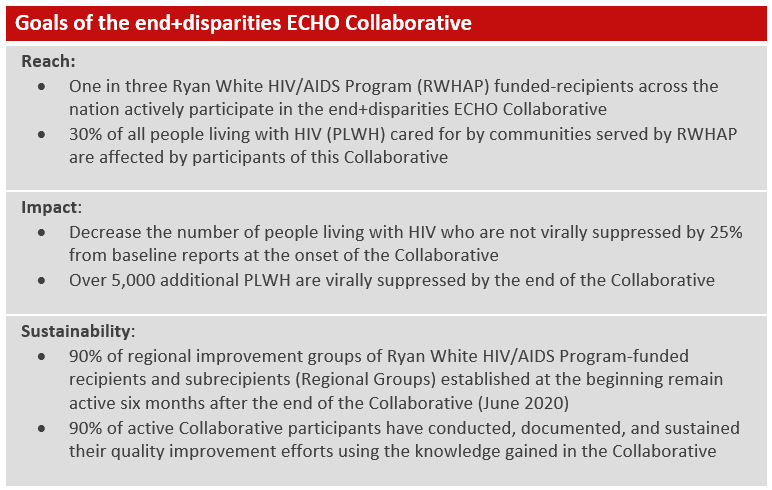 Goals of the end+disparities ECHO Collaborative
Reach:
• One in three Ryan White HIV/AIDS Program (RWHAP) funded-recipients across the
nation actively participate in the end+disparities ECHO Collaborative
• 30% of all people living with HIV (PLWH) cared for by communities served by RWHAP
are affected by participants of this Collaborative
Impact:
• Decrease the number of people living with HIV who are not virally suppressed by 25%
from baseline reports at the onset of the Collaborative
• Over 5,000 additional PLWH are virally suppressed by the end of the Collaborative
Sustainability:
• 90% of regional improvement groups of Ryan White HIV/AIDS Program-funded
recipients and subrecipients (Regional Groups) established at the beginning remain
active six months after the end of the Collaborative (June 2020)
• 90% of active Collaborative participants have conducted, documented, and sustained
their quality improvement efforts using the knowledge gained in the Collaborative